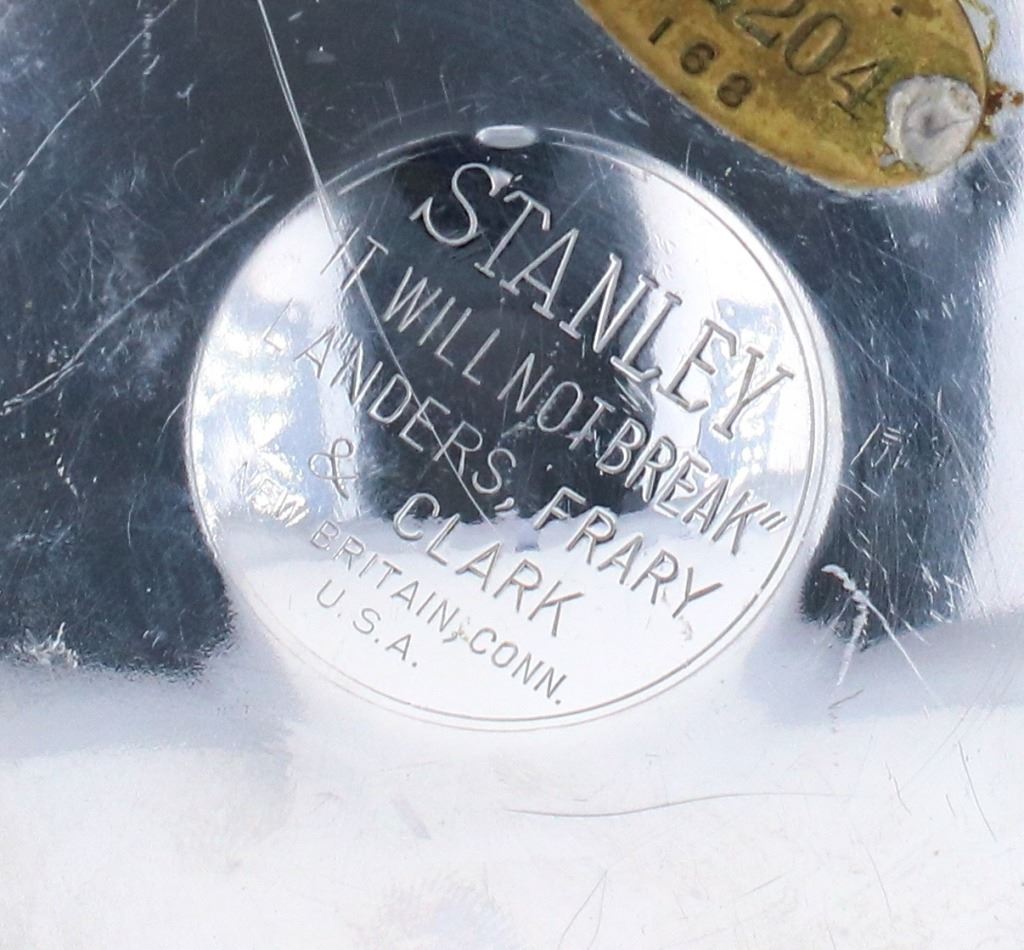 204
168
STANLEY
IT WILL NOT BREAK"
LANDERS, FRARY
& CLARK
NEW BRITAIN, CONN.
U.S.A.